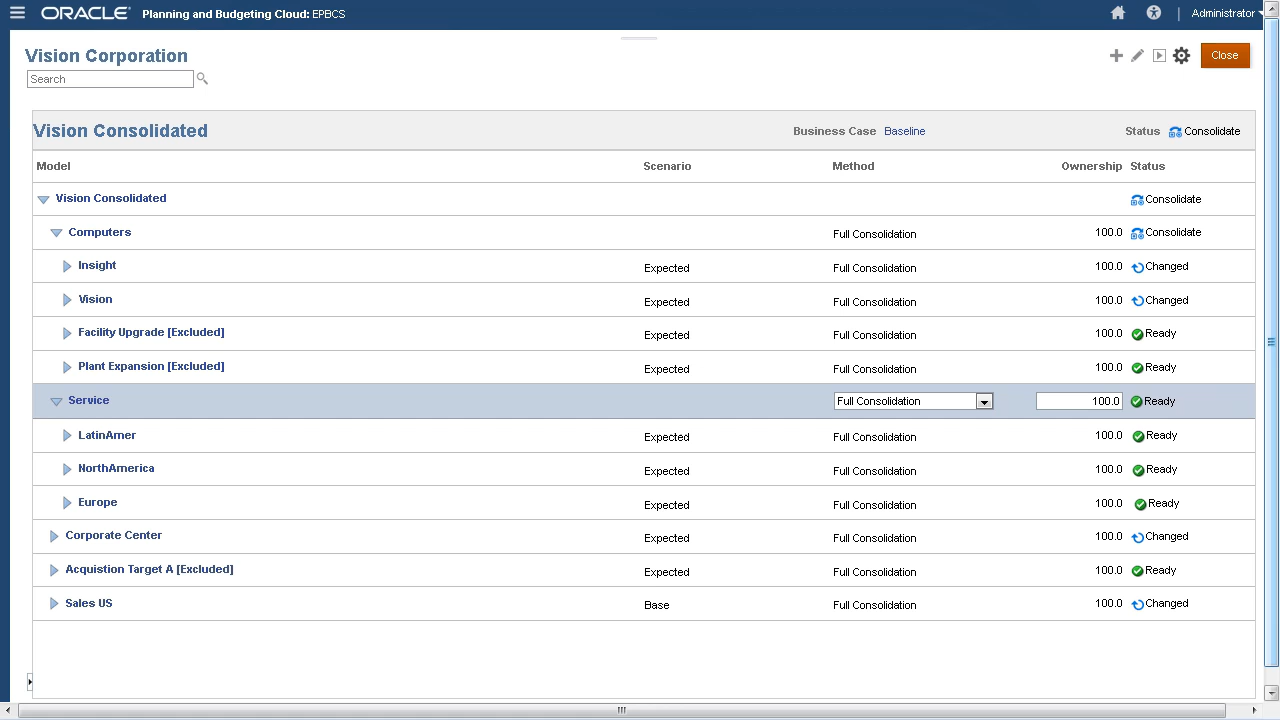 ORACLE Planning and Budgeting Cloud: EPBCS Administrator
Vision Corporation Close
Search
Vision Consolidated Business Case Baseline Status Consolidate
Model Scenario Method Ownership Status
Vision Consolidated Consolidate
Computers Full Consolidation 100.0 Consolidate
Insight Expected Full Consolidation 100.0 Changed
Vision Expected Full Consolidation 100.0 Changed
Facility Upgrade [Excluded] Expected Full Consolidation 100.0 Ready
Plant Expansion [Excluded] Expected Full Consolidation 100.0 Ready
Service Full Consolidation 100.0 Ready
LatinAmer Expected Full Consolidation 100.0 Ready
NorthAmerica Expected Full Consolidation 100.0 Ready
Europe Expected Full Consolidation 100.0 Ready
Corporate Center Expected Full Consolidation 100.0 Changed
Acquistion Target A [Excluded] Expected Full Consolidation 100.0 Ready
Sales US Base Full Consolidation 100.0 Changed